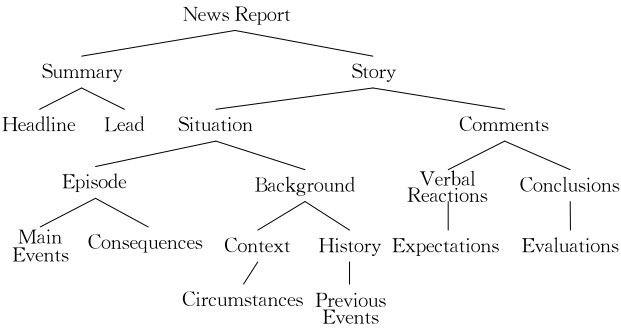 News Report
Summary Story
Headline Lead Situation Comments
Episode Background Verbal Reactions Conclusions
Main Events Consequences Context History Expectations Evaluations
Circumstances Previous Events